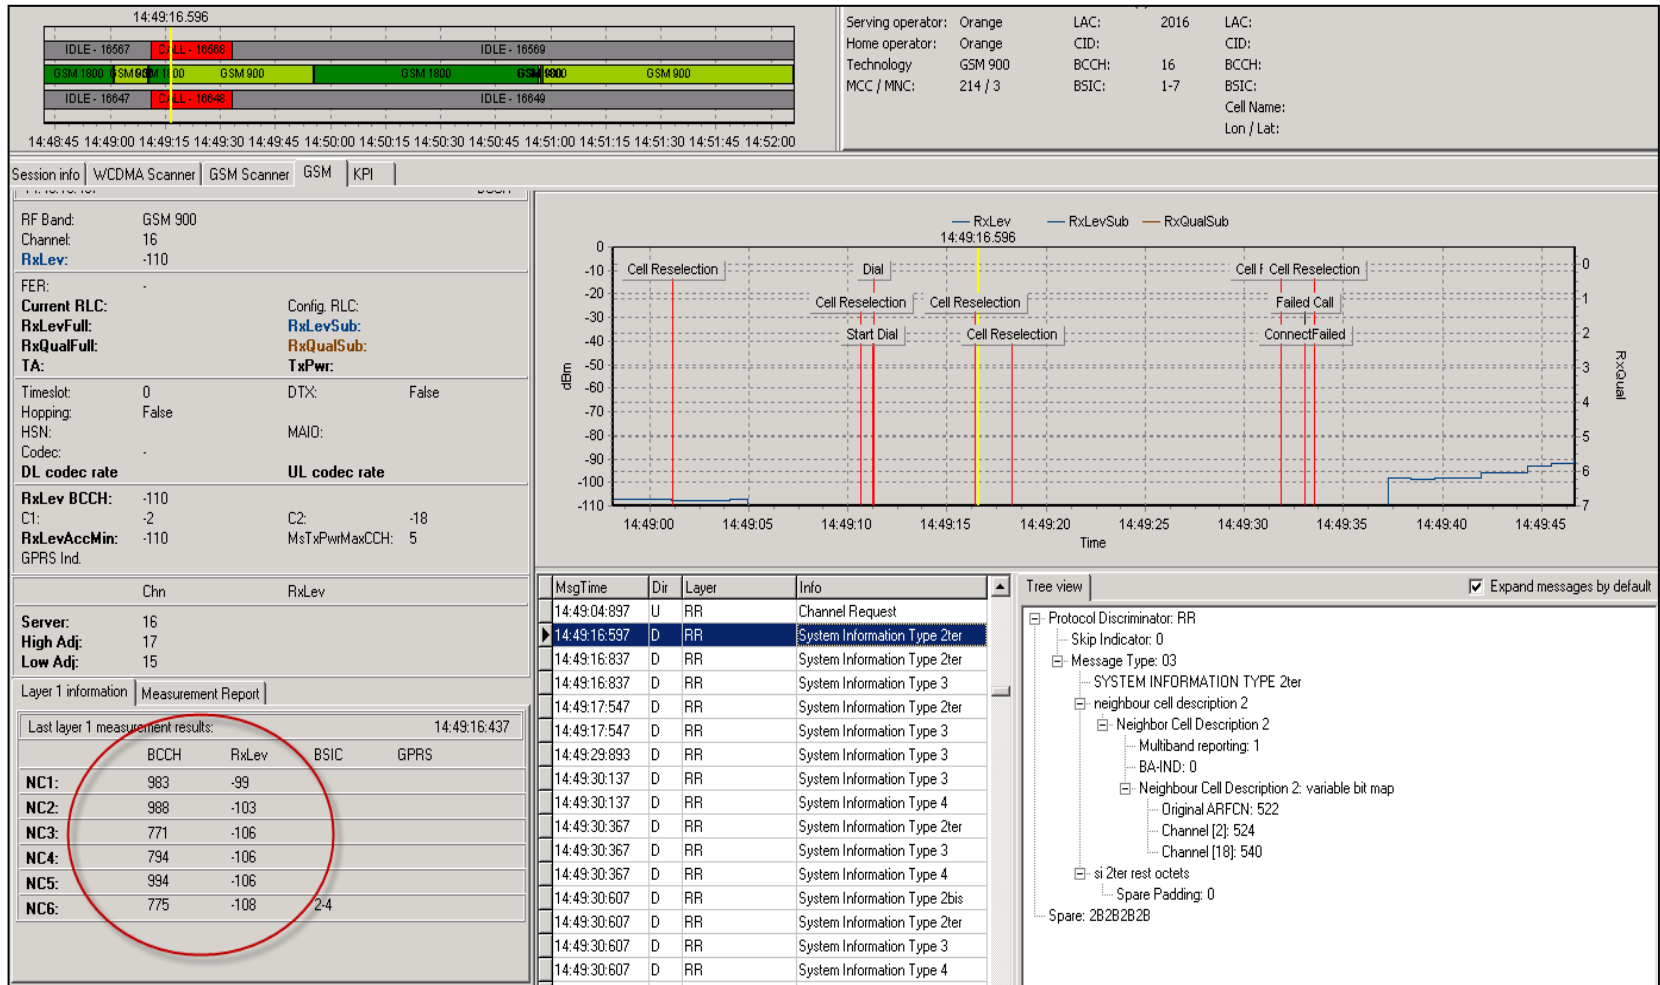 14:49:16.596
IDLE - 16567 CALL - 16568 IDLE - 16569
GSM 1800 GSM 900 GSM 1800 GSM 900
IDLE - 16647 CALL - 16648 IDLE - 16649
14:48:45 14:49:00 14:49:15 14:49:30 14:49:45 14:50:00 14:50:15 14:50:30 14:50:45 14:51:00 14:51:15 14:51:30 14:51:45 14:52:00
Serving operator: Orange LAC: 2016 LAC:
Home operator: Orange CID: CID:
Technology GSM 900 BCCH: 16 BCCH:
MCC / MNC: 214 / 3 BSIC: 1-7 BSIC:
Cell Name:
Lon / Lat:
Session info WCDMA Scanner GSM Scanner GSM KPI
RF Band: GSM 900
Channel: 16
RxLev: -110
FER: -
Current RLC: Config. RLC:
RxLevFull: RxLevSub:
RxQualFull: RxQualSub:
TA: TxPwr:
Timeslot: 0 DTX: False
Hopping: False
HSN: MAIO:
Codec: -
DL codec rate UL codec rate
RxLev BCCH: -110
C1: -2 C2: -18
RxLevAccMin: -110 MsTxPwrMaxCCH: 5
GPRS Ind.
Chn RxLev
Server: 16
High Adj: 17
Low Adj: 15
Layer 1 information Measurement Report
Last layer 1 measurement results: 14:49:16:437
BCCH RxLev BSIC GPRS
NC1: 983 -99
NC2: 988 -103
NC3: 771 -106
NC4: 794 -106
NC5: 994 -106
NC6: 775 -108 2-4
RxLev RxLevSub RxQualSub
14:49:16.596
0 0
-10 Cell Reselection Dial Cell F Cell Reselection
-20 1
Cell Reselection Cell Reselection Failed Call
-30 2
Start Dial Cell Reselection ConnectFailed
-40
-50 3
-60
-70 4
-80 5
-90 6
-100
-110 7
dBm
RxQual
14:49:00 14:49:05 14:49:10 14:49:15 14:49:20 14:49:25 14:49:30 14:49:35 14:49:40 14:49:45
Time
MsgTime Dir Layer Info
14:49:04:897 U RR Channel Request
14:49:16:597 D RR System Information Type 2ter
14:49:16:837 D RR System Information Type 2ter
14:49:16:837 D RR System Information Type 3
14:49:17:547 D RR System Information Type 2ter
14:49:17:547 D RR System Information Type 3
14:49:29:893 D RR System Information Type 3
14:49:30:137 D RR System Information Type 3
14:49:30:137 D RR System Information Type 4
14:49:30:367 D RR System Information Type 2ter
14:49:30:367 D RR System Information Type 3
14:49:30:367 D RR System Information Type 4
14:49:30:607 D RR System Information Type 2bis
14:49:30:607 D RR System Information Type 2ter
14:49:30:607 D RR System Information Type 3
14:49:30:607 D RR System Information Type 4
Tree view Expand messages by default
Protocol Discriminator: RR
Skip Indicator: 0
Message Type: 03
SYSTEM INFORMATION TYPE 2ter
neighbour cell description 2
Neighbor Cell Description 2
Multiband reporting: 1
BA-IND: 0
Neighbour Cell Description 2: variable bit map
Original ARFCN: 522
Channel [2]: 524
Channel [18]: 540
si 2ter rest octets
Spare Padding: 0
Spare: 2B2B2B2B